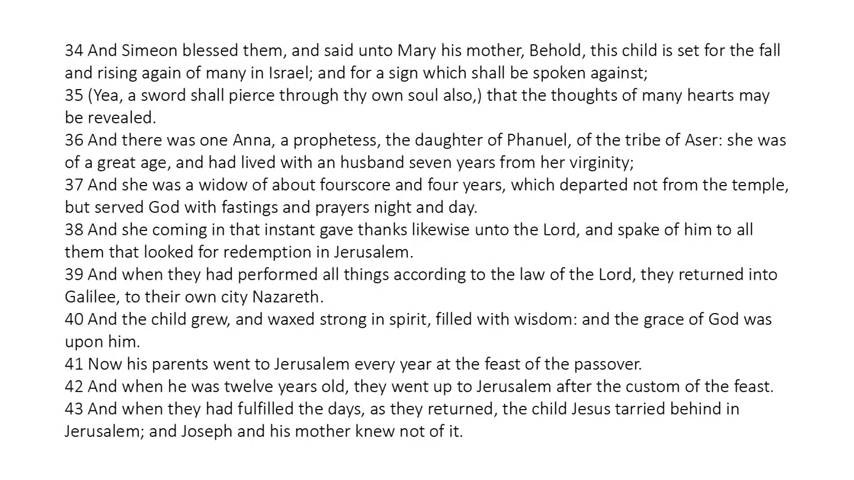 34 And Simeon blessed them, and said unto Mary his mother, Behold, this child is set for the fall
and rising again of many in Israel; and for a sign which shall be spoken against;
35 (Yea, a sword shall pierce through thy own soul also,) that the thoughts of many hearts may
be revealed.
36 And there was one Anna, a prophetess, the daughter of Phanuel, of the tribe of Aser: she was
of a great age, and had lived with an husband seven years from her virginity;
37 And she was a widow of about fourscore and four years, which departed not from the temple,
but served God with fastings and prayers night and day.
38 And she coming in that instant gave thanks likewise unto the Lord, and spake of him to all
them that looked for redemption in Jerusalem.
39 And when they had performed all things according to the law of the Lord, they returned into
Galilee, to their own city Nazareth.
40 And the child grew, and waxed strong in spirit, filled with wisdom: and the grace of God was
upon him.
41 Now his parents went to Jerusalem every year at the feast of the passover.
42 And when he was twelve years old, they went up to Jerusalem after the custom of the feast.
43 And when they had fulfilled the days, as they returned, the child Jesus tarried behind in
Jerusalem; and Joseph and his mother knew not of it.